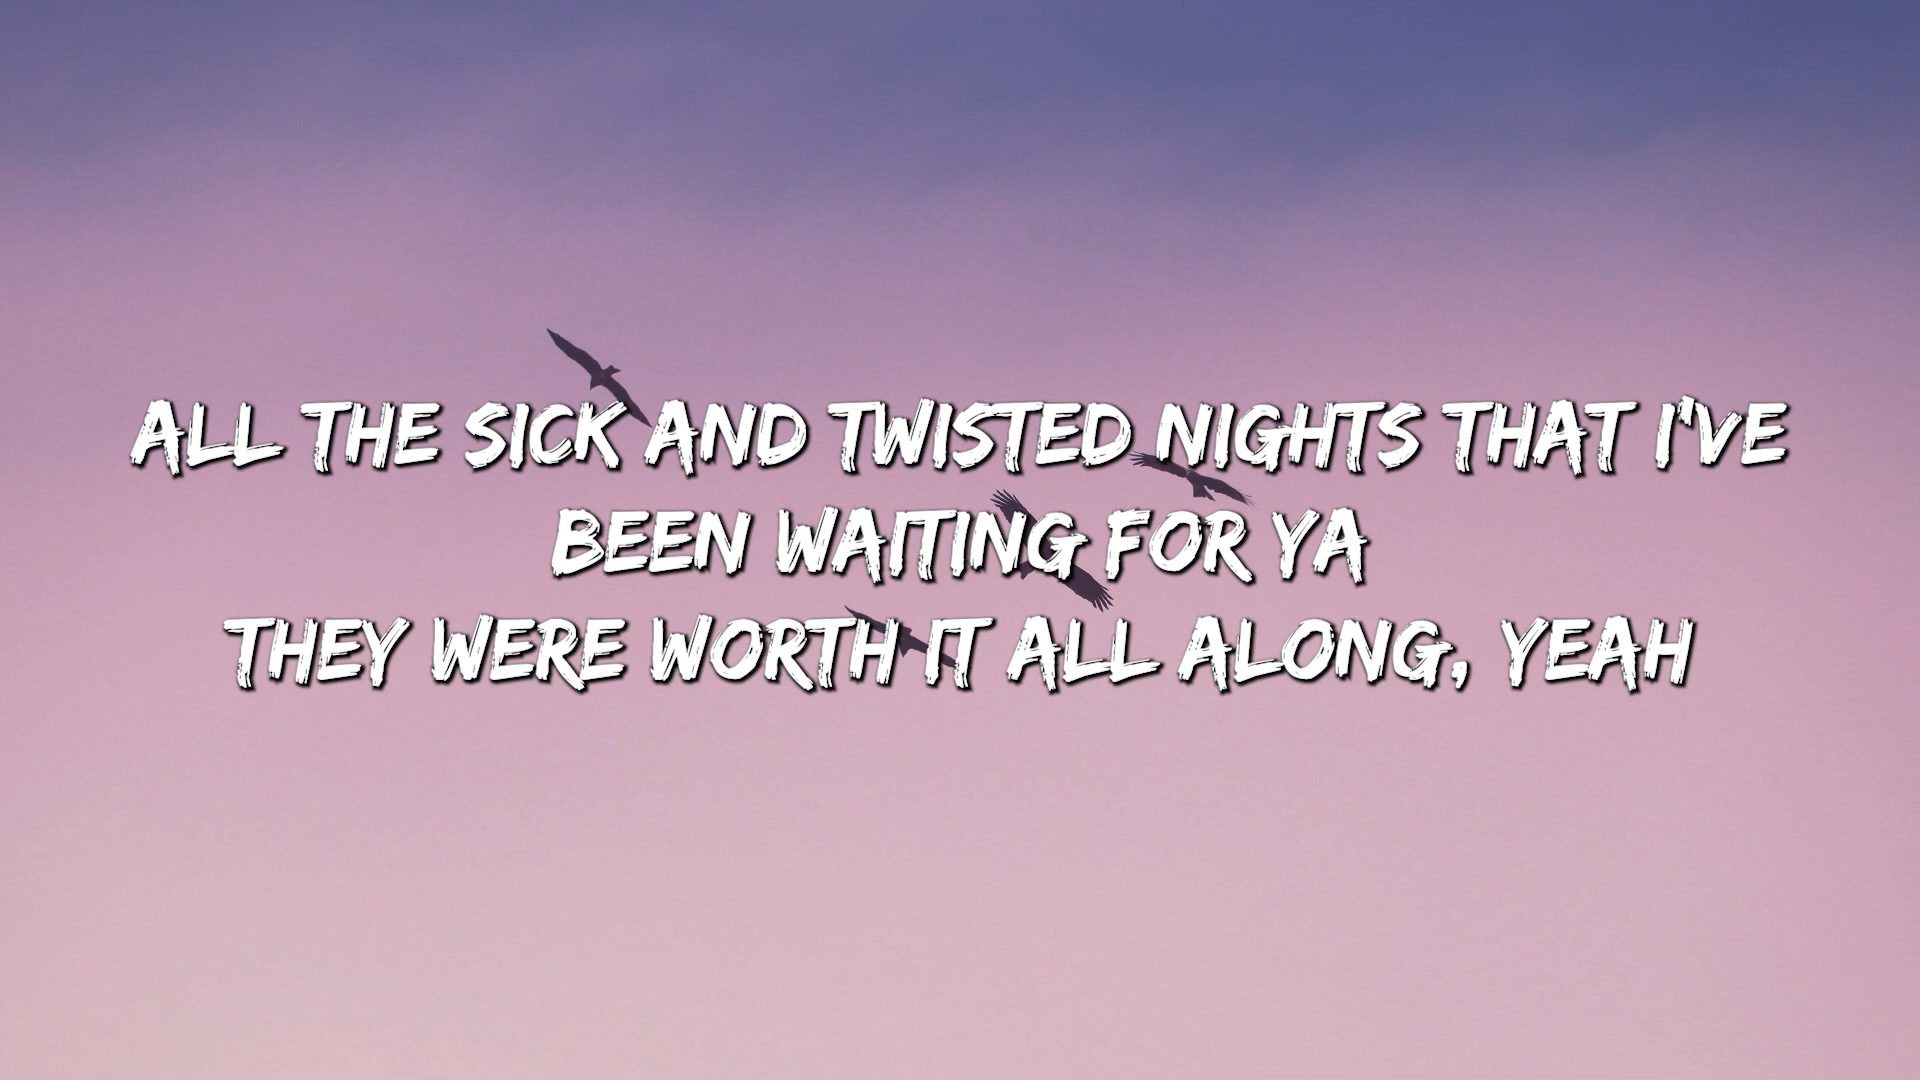 ALL THE SICK AND TWISTED NIGHTS THAT I'VE
BEEN WAITING FOR YA
THEY WERE WORTH IT ALL ALONG, YEAH